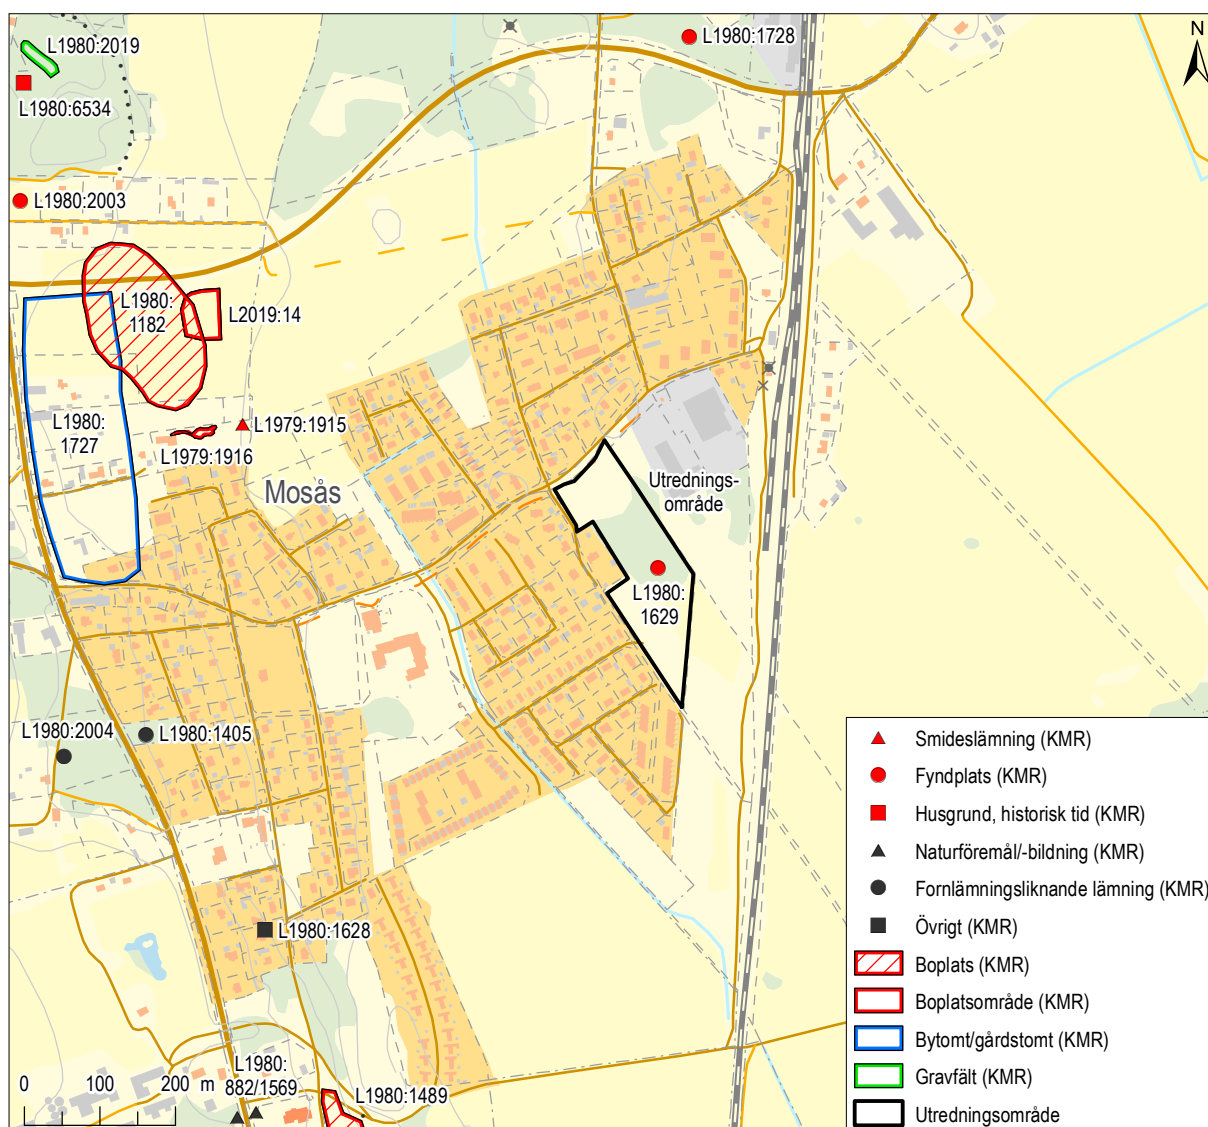 L1980:2019
L1980:1728
N
L1980:6534
L1980:2003
L1980:
1182
L2019:14
L1980:
1727
L1979:1915
L1979:1916
Mosås
Utrednings-
område
L1980:
1629
L1980:2004
L1980:1405
L1980:1628
L1980:
882/1569
L1980:1489
0 100 200 m
Smideslämning (KMR)
Fyndplats (KMR)
Husgrund, historisk tid (KMR)
Naturföremål/-bildning (KMR)
Fornlämningsliknande lämning (KMR)
Övrigt (KMR)
Boplats (KMR)
Boplatsområde (KMR)
Bytomt/gårdstomt (KMR)
Gravfält (KMR)
Utredningsområde